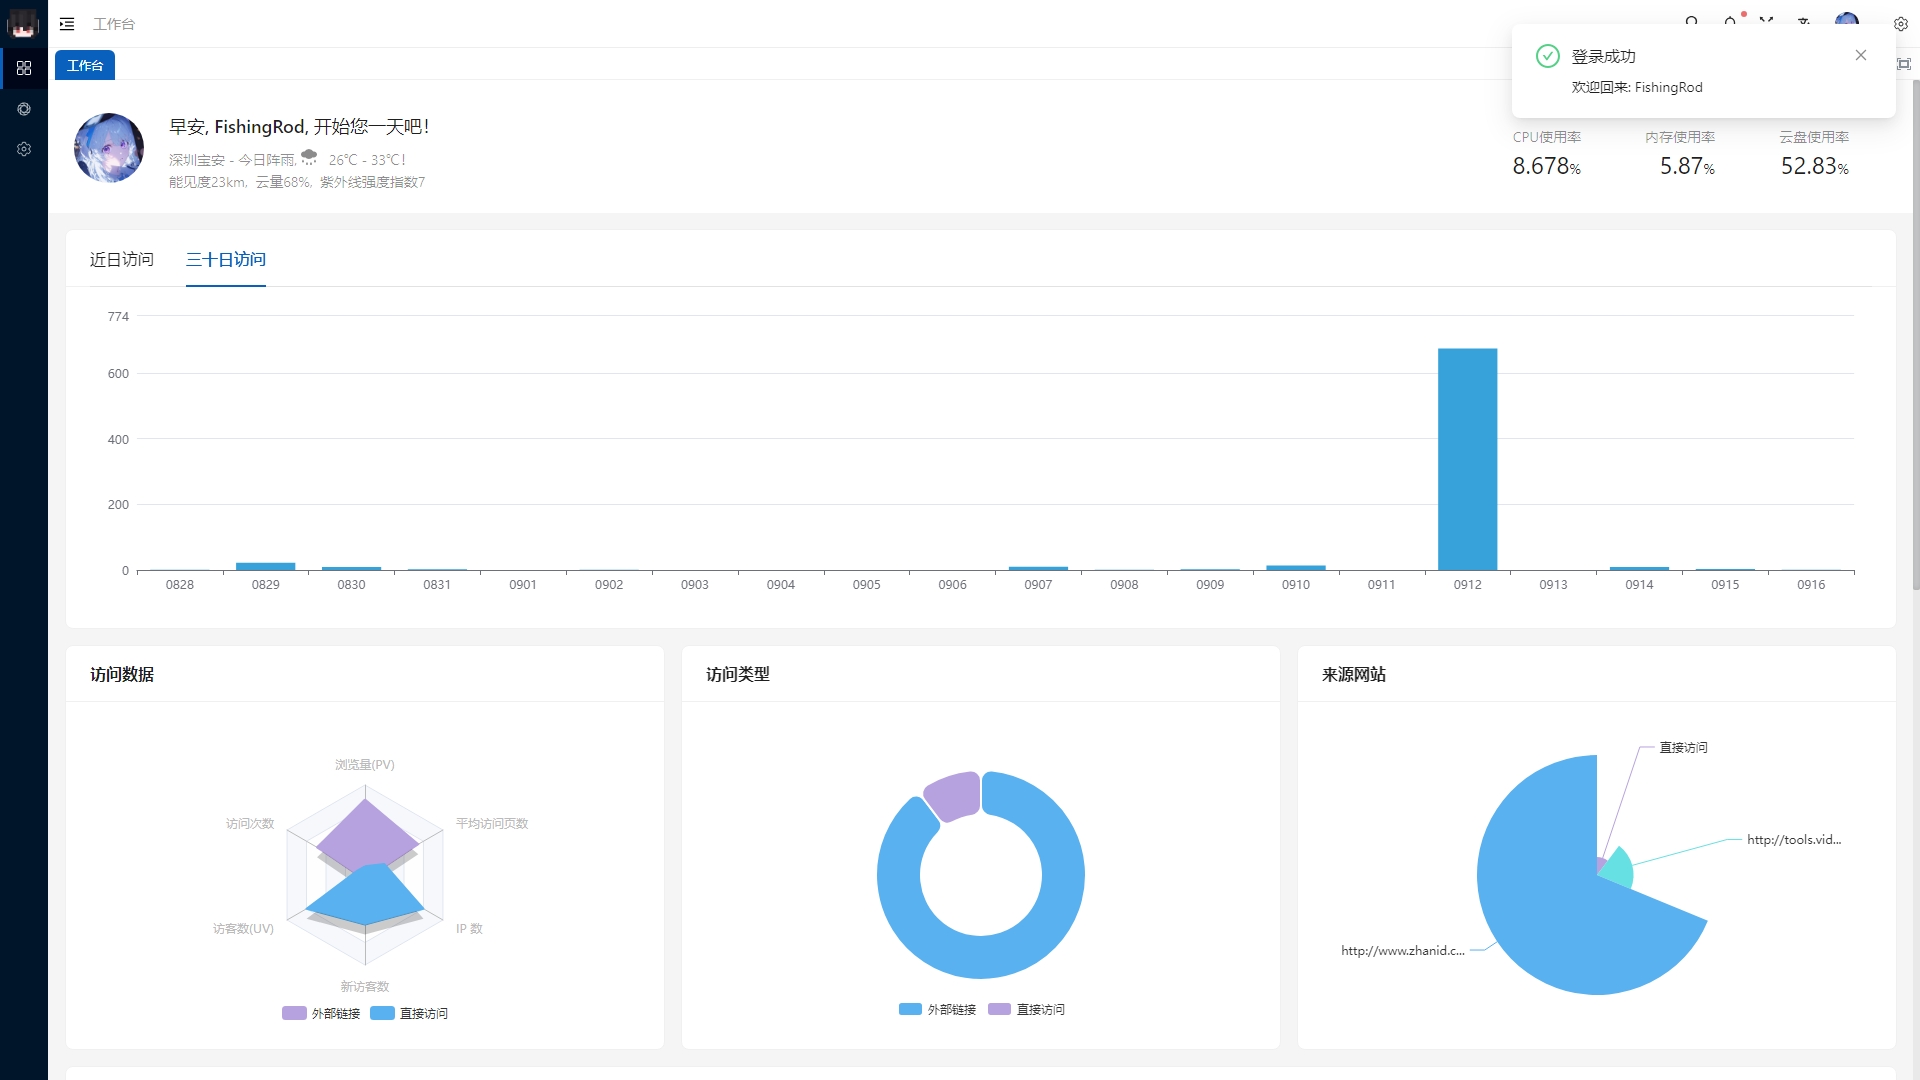 工作台
工作台
登录成功
欢迎回来: FishingRod
早安, FishingRod, 开始您一天吧!
深圳宝安 - 今日阵雨, 26℃ - 33℃!
能见度23km, 云量68%, 紫外线强度指数7
CPU使用率 内存使用率 云盘使用率
8.678% 5.87% 52.83%
近日访问 三十日访问
774
600
400
200
0
0828 0829 0830 0831 0901 0902 0903 0904 0905 0906 0907 0908 0909 0910 0911 0912 0913 0914 0915 0916
访问数据
浏览量(PV)
访问次数 平均访问页数
访客数(UV) IP 数
新访客数
外部链接 直接访问
访问类型
外部链接 直接访问
来源网站
直接访问
http://tools.vid...
http://www.zhanid.c...